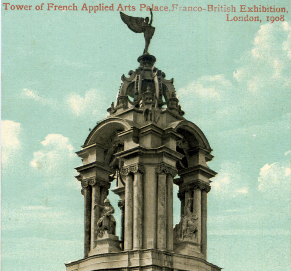 Tower of French Applied Arts Palace. Franco-British Exhibition,
London, 1908